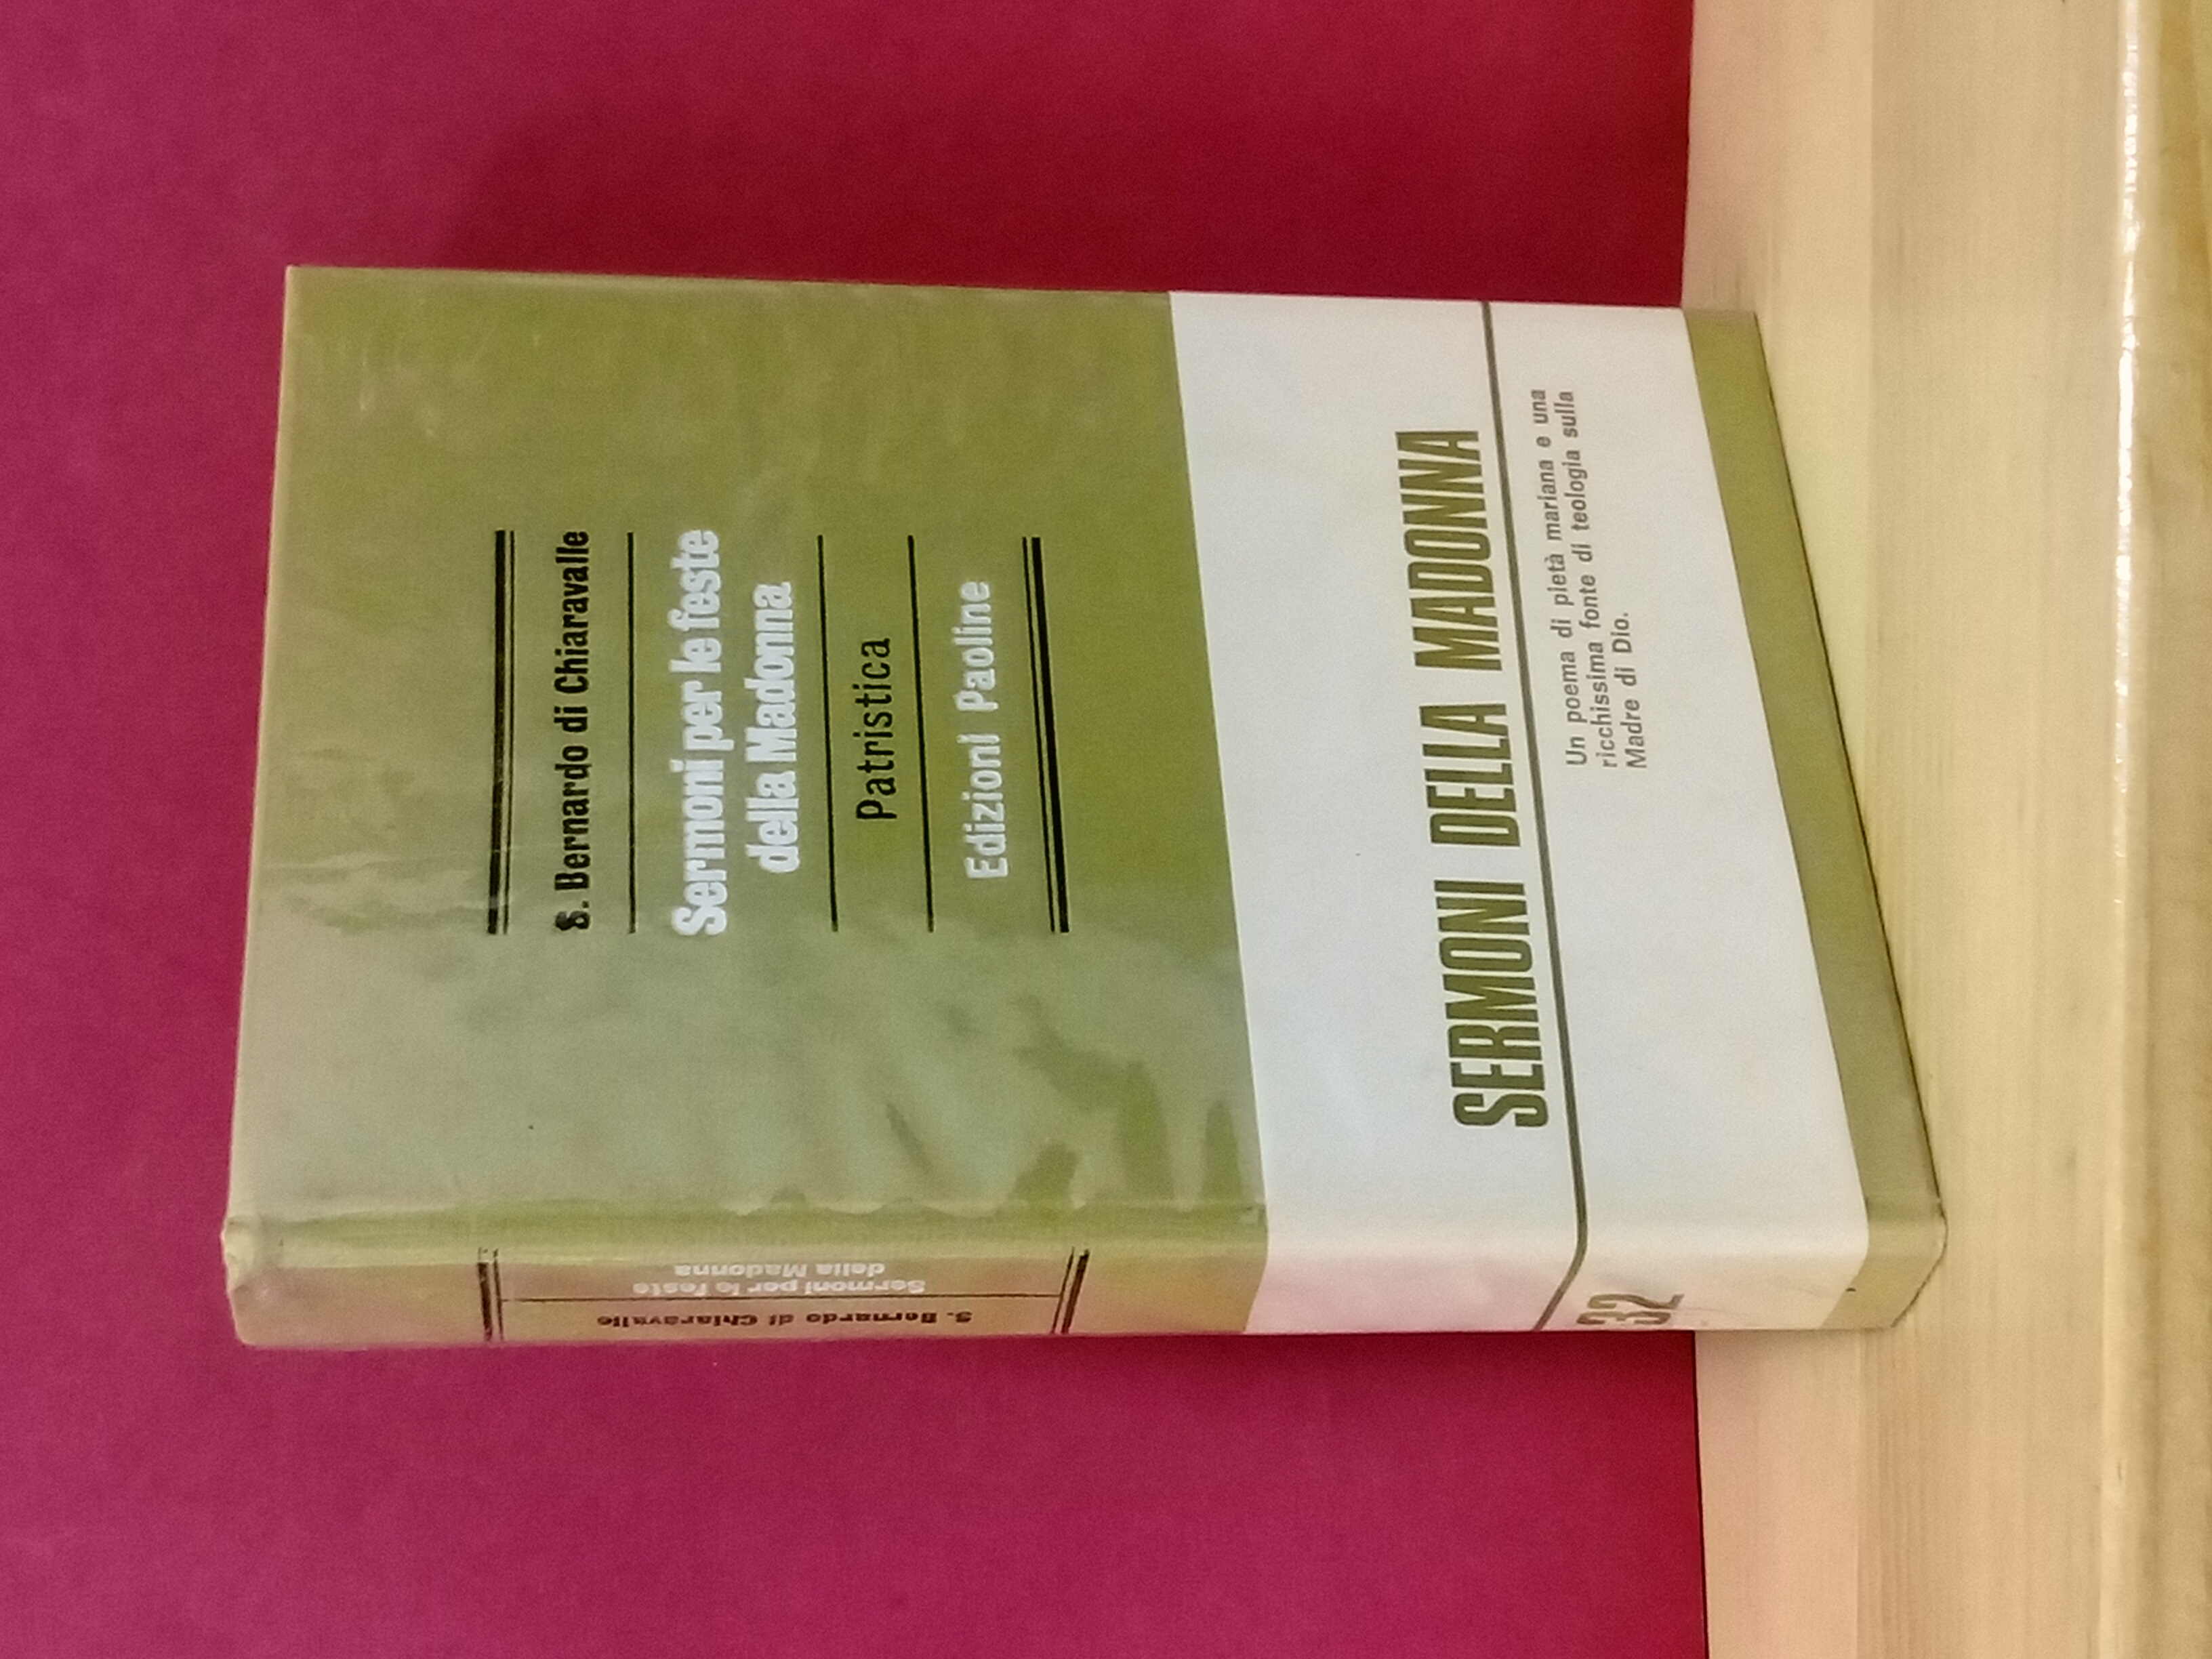 S. Bernardo di Chiaravalle
Sermoni per le feste
della Madonna
Patristica
Edizioni Paoline
SERMONI DELLA MADONNA
Un poema di pietà mariana e una
ricchissima fonte di teologia sulla
Madre di Dio.
S. Bernardo di Chiaravalle
Sermoni per le feste
della Madonna
32